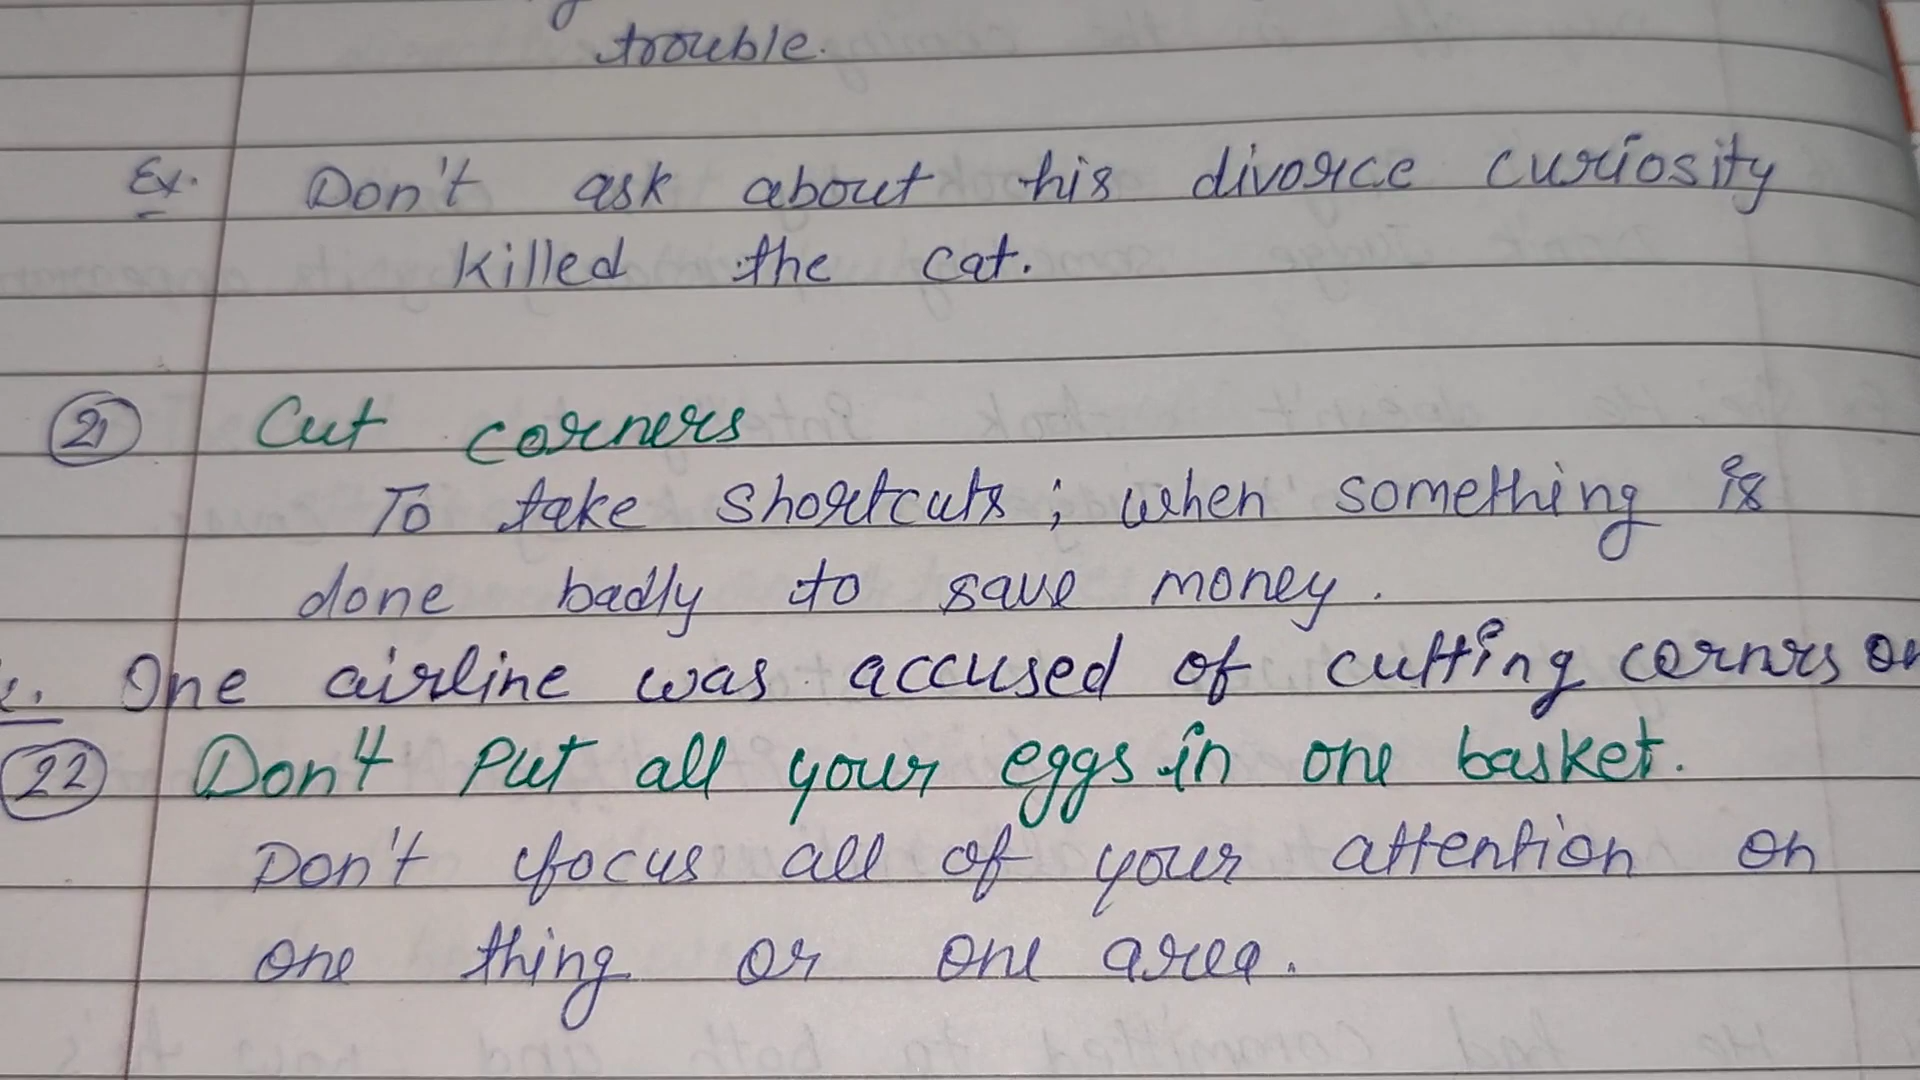 trouble.
Ex. Don't ask about his divorce curiosity
killed the cat.
21 Cut corners
To take shortcuts; when something is
done badly to save money.
One airline was accused of cutting corners on
22 Don't Put all your eggs in one basket.
Don't focus all of your attention on
one thing or one area.